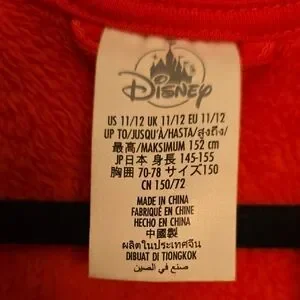 Disney
US 11/12 UK 11/12 EU 11/12
UP TO/JUSQU'À/HASTA/สูงถึง/
最高/MAKSIMUM 152 cm
JP日本 身長 145-155
胸囲 70-78 サイズ150
CN 150/72
MADE IN CHINA
FABRIQUÉ EN CHINE
HECHO EN CHINA
中國製
ผลิตในประเทศจีน
DIBUAT DI TIONGKOK
صنع في الصين